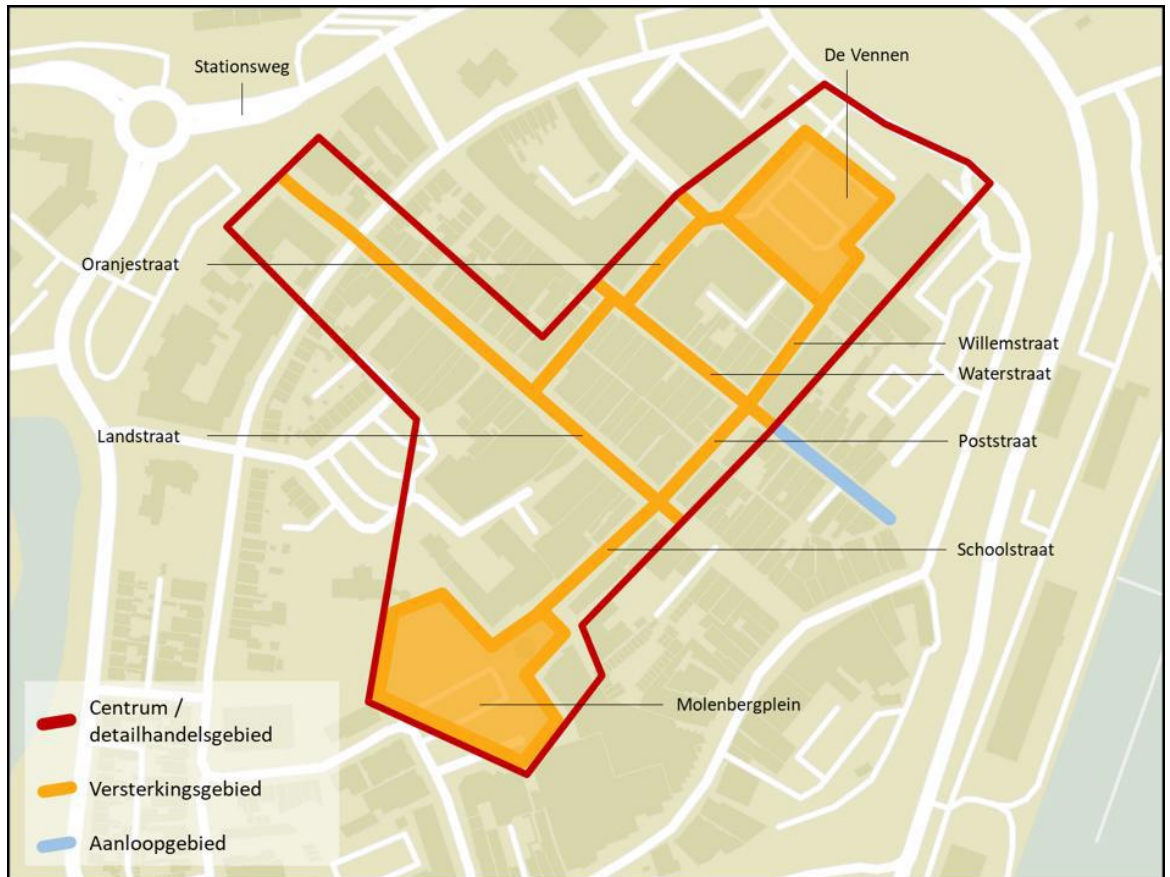 De Vennen
Stationsweg
Oranjestraat
Willemstraat
Waterstraat
Landstraat
Poststraat
Schoolstraat
Molenbergplein
Centrum /
detailhandelsgebied
Versterkingsgebied
Aanloopgebied